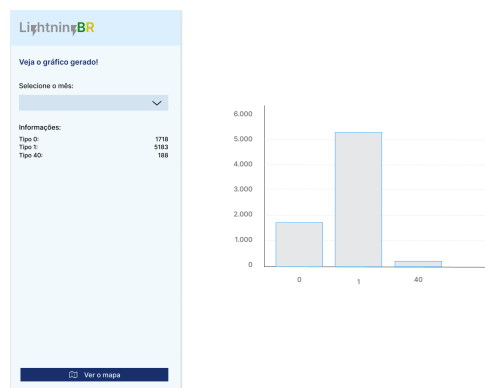 LightningBR
Veja o gráfico gerado!
Selecione o mês:
Informações:
Tipo 0: 1718
Tipo 1: 5183
Tipo 40: 188
Ver o mapa
6.000
5.000
4.000
3.000
2.000
1.000
0
0 1 40